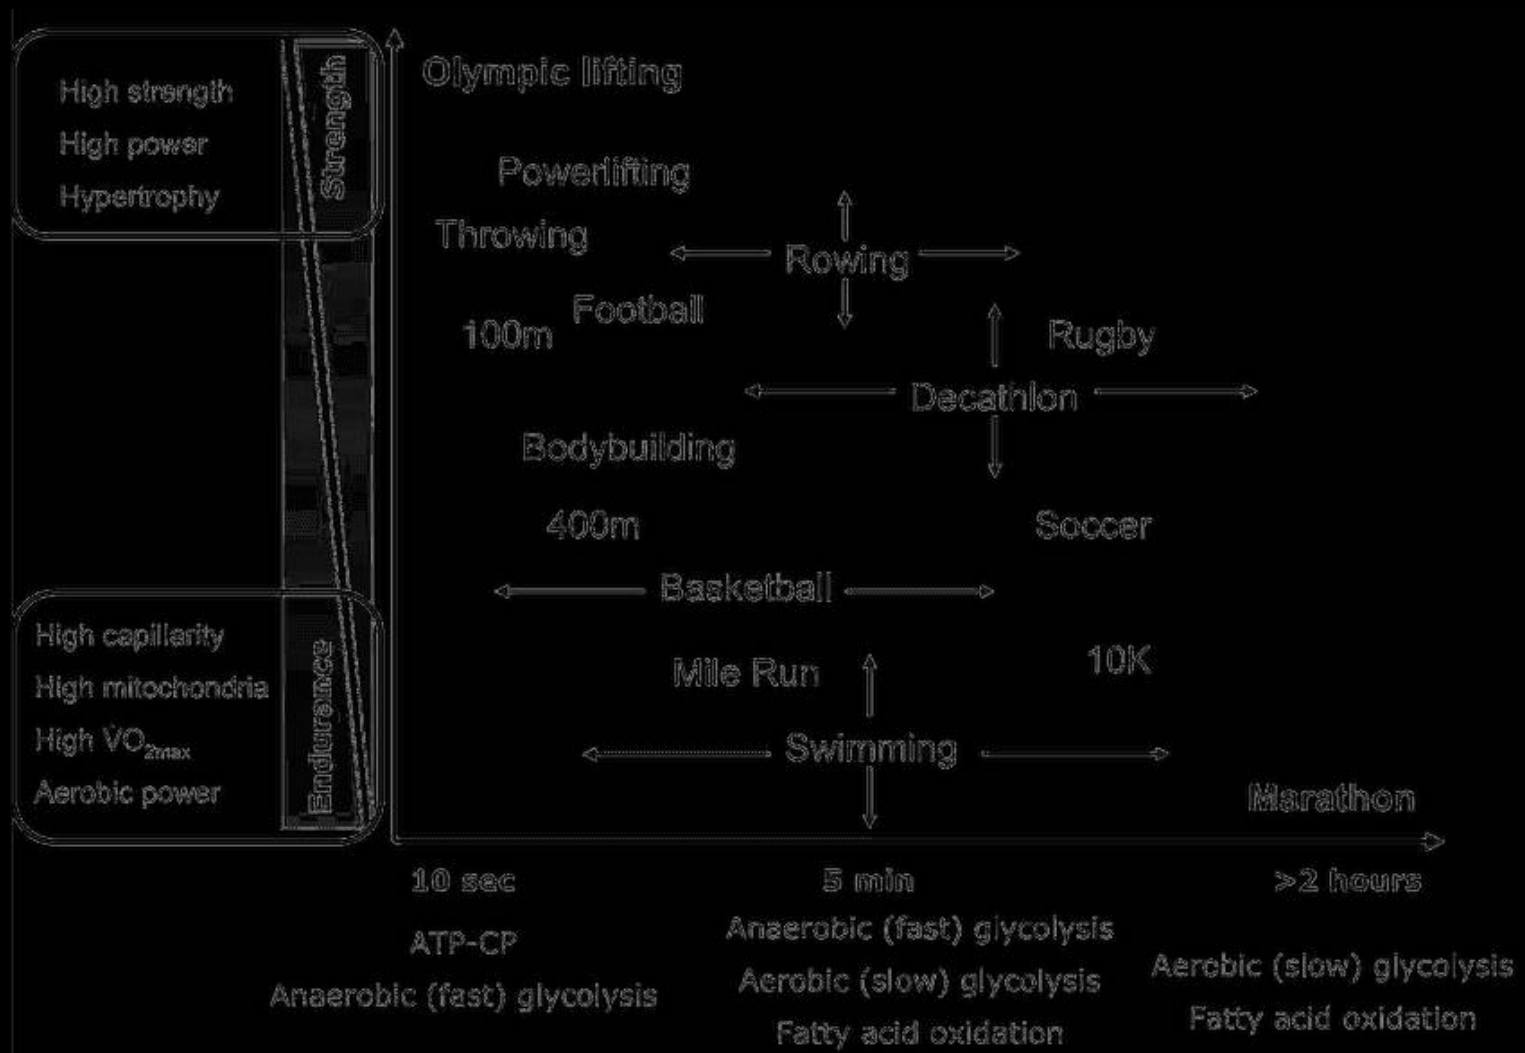 High strength
High power
Hypertrophy
Strength
High capillarity
High mitochondria
High V̇O2max
Aerobic power
Endurance
Olympic lifting
Powerlifting
Throwing
Rowing
Football
100m
Rugby
Decathlon
Bodybuilding
400m
Soccer
Basketball
Mile Run
10K
Swimming
Marathon
10 sec
5 min
>2 hours
ATP-CP
Anaerobic (fast) glycolysis
Anaerobic (fast) glycolysis
Aerobic (slow) glycolysis
Fatty acid oxidation
Aerobic (slow) glycolysis
Fatty acid oxidation